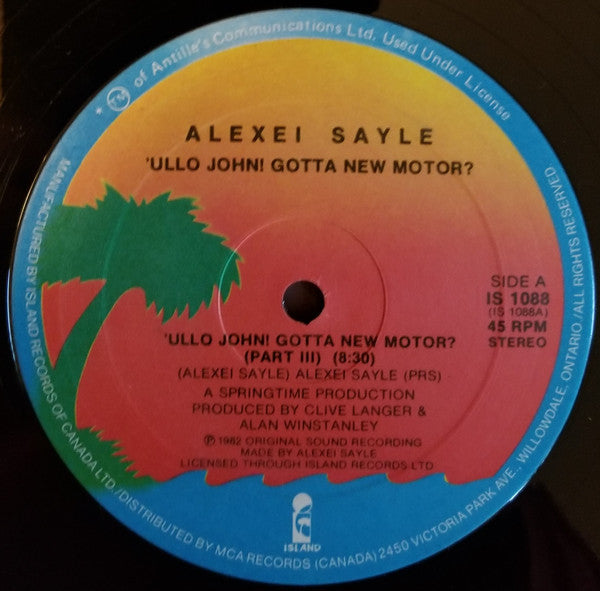 * TM of Antille's Communications Ltd. Used Under License
ALEXEI SAYLE
'ULLO JOHN! GOTTA NEW MOTOR?
SIDE A
IS 1088
(IS 1088A)
45 RPM
STEREO
'ULLO JOHN! GOTTA NEW MOTOR?
(PART III) (8:30)
(ALEXEI SAYLE) ALEXEI SAYLE (PRS)
A SPRINGTIME PRODUCTION
PRODUCED BY CLIVE LANGER &
ALAN WINSTANLEY
Ⓟ 1982 ORIGINAL SOUND RECORDING
MADE BY ALEXEI SAYLE
LICENSED THROUGH ISLAND RECORDS LTD
ISLAND
MANUFACTURED BY ISLAND RECORDS OF CANADA LTD./DISTRIBUTED BY MCA RECORDS (CANADA) 2450 VICTORIA PARK AVE., WILLOWDALE, ONTARIO./ALL RIGHTS RESERVED.